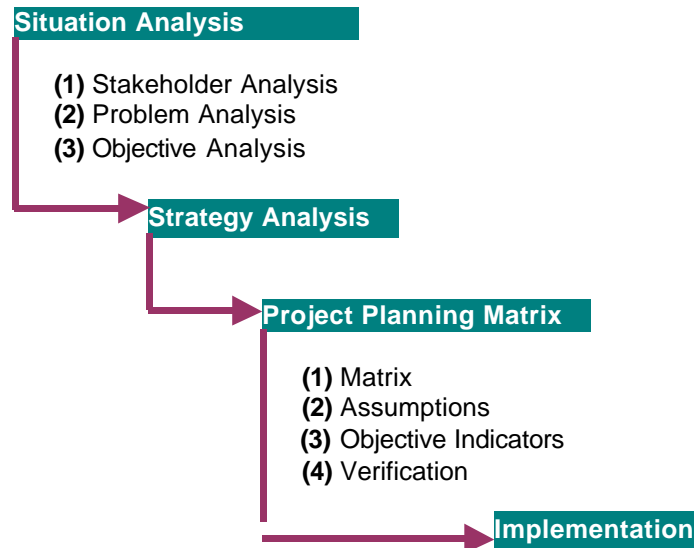 Situation Analysis
(1) Stakeholder Analysis
(2) Problem Analysis
(3) Objective Analysis
Strategy Analysis
Project Planning Matrix
(1) Matrix
(2) Assumptions
(3) Objective Indicators
(4) Verification
Implementation